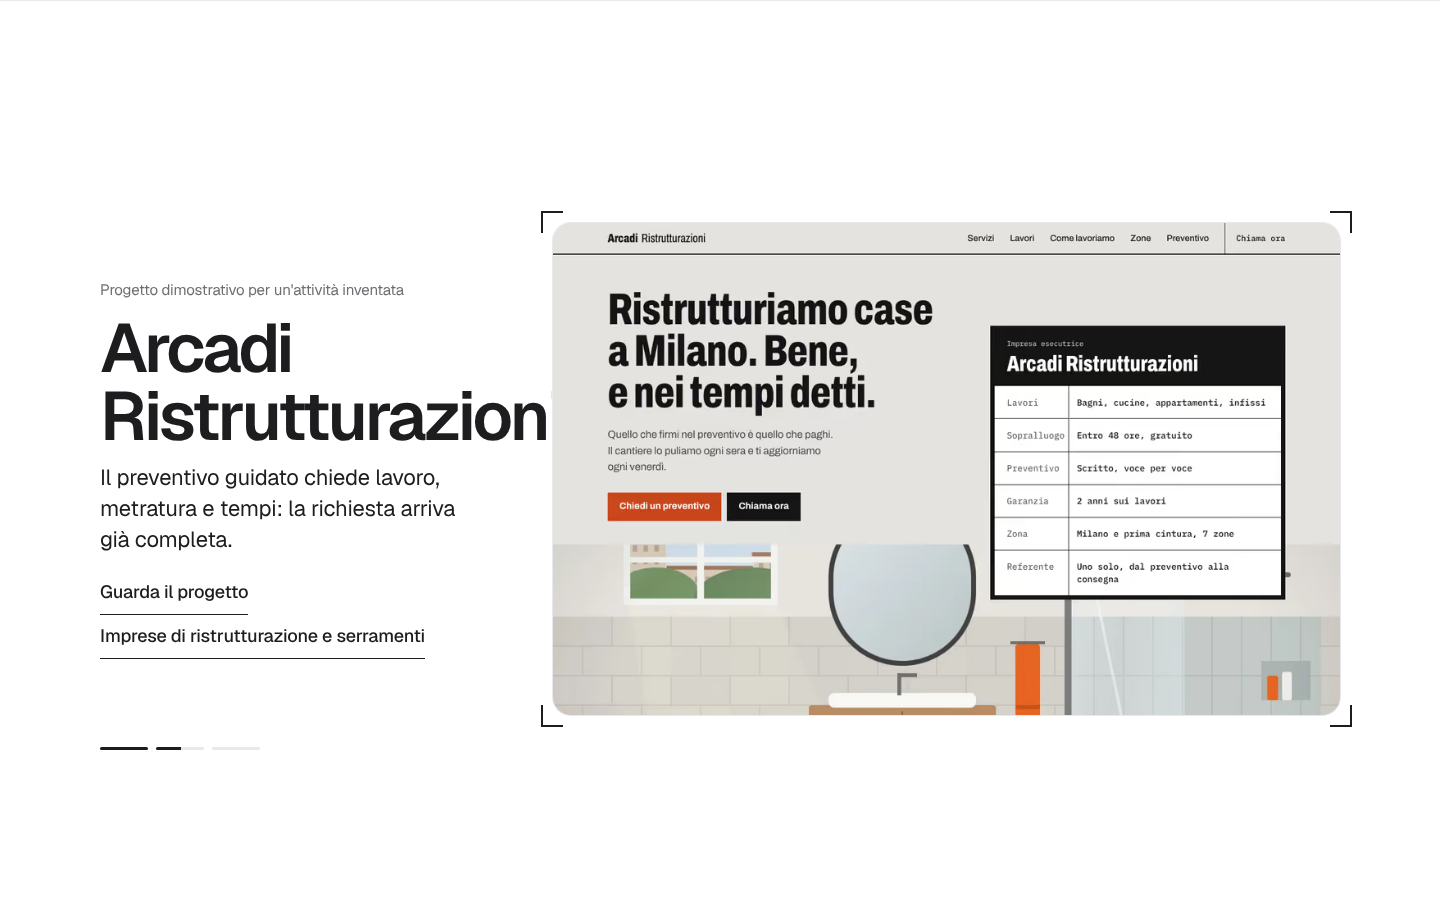 Progetto dimostrativo per un'attività inventata
Arcadi
Ristrutturazion
Il preventivo guidato chiede lavoro,
metratura e tempi: la richiesta arriva
già completa.
Guarda il progetto
Imprese di ristrutturazione e serramenti
Arcadi Ristrutturazioni
Servizi Lavori Come lavoriamo Zone Preventivo Chiama ora
Ristrutturiamo case
a Milano. Bene,
e nei tempi detti.
Quello che firmi nel preventivo è quello che paghi.
Il cantiere lo puliamo ogni sera e ti aggiorniamo
ogni venerdì.
Chiedi un preventivo Chiama ora
Impresa esecutrice
Arcadi Ristrutturazioni
Lavori Bagni, cucine, appartamenti, infissi
Sopralluogo Entro 48 ore, gratuito
Preventivo Scritto, voce per voce
Garanzia 2 anni sui lavori
Zona Milano e prima cintura, 7 zone
Referente Uno solo, dal preventivo alla
consegna